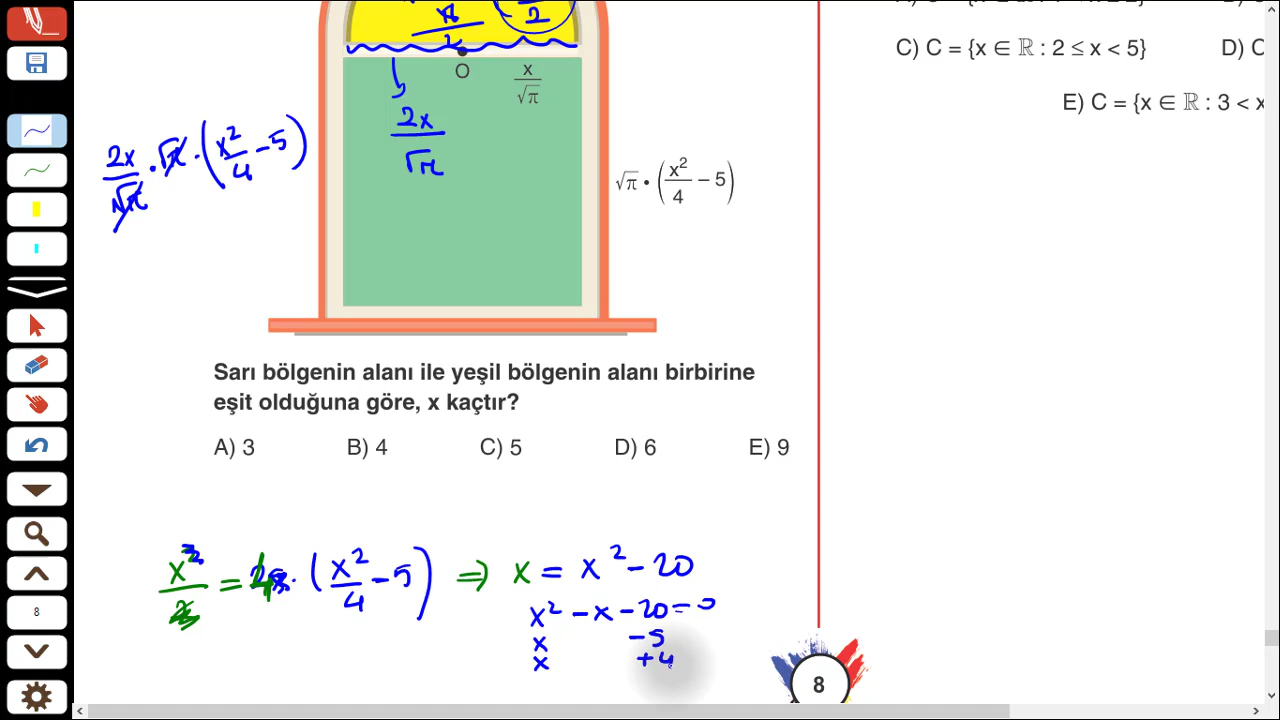 C) C = {x ∈ ℝ : 2 ≤ x < 5}
E) C = {x ∈ ℝ : 3 < x
π/2
O
x/√π
2x/√π
2x/√π · √π · (x²/4 − 5)
√π • (x²/4 − 5)
Sarı bölgenin alanı ile yeşil bölgenin alanı birbirine
eşit olduğuna göre, x kaçtır?
A) 3 B) 4 C) 5 D) 6 E) 9
(x²/4 − 5) ⇒ x = x² − 20
x² − x − 20 = 0
x −5
x +4
8
8